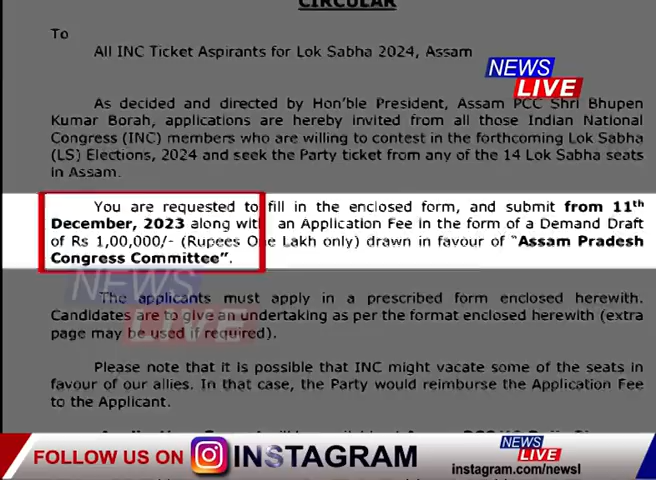 CIRCULAR
To
All INC Ticket Aspirants for Lok Sabha 2024, Assam
NEWS
LIVE
As decided and directed by Hon'ble President, Assam PCC Shri Bhupen
Kumar Borah, applications are hereby invited from all those Indian National
Congress (INC) members who are willing to contest in the forthcoming Lok Sabha
(LS) Elections, 2024 and seek the Party ticket from any of the 14 Lok Sabha seats
in Assam.
You are requested to fill in the enclosed form, and submit from 11th
December, 2023 along with an Application Fee in the form of a Demand Draft
of Rs 1,00,000/- (Rupees One Lakh only) drawn in favour of "Assam Pradesh
Congress Committee".
NEWS
LIVE
The applicants must apply in a prescribed form enclosed herewith.
Candidates are to give an undertaking as per the format enclosed herewith (extra
page may be used if required).
Please note that it is possible that INC might vacate some of the seats in
favour of our allies. In that case, the Party would reimburse the Application Fee
to the Applicant.
FOLLOW US ON INSTAGRAM
NEWS
LIVE
instagram.com/newsl